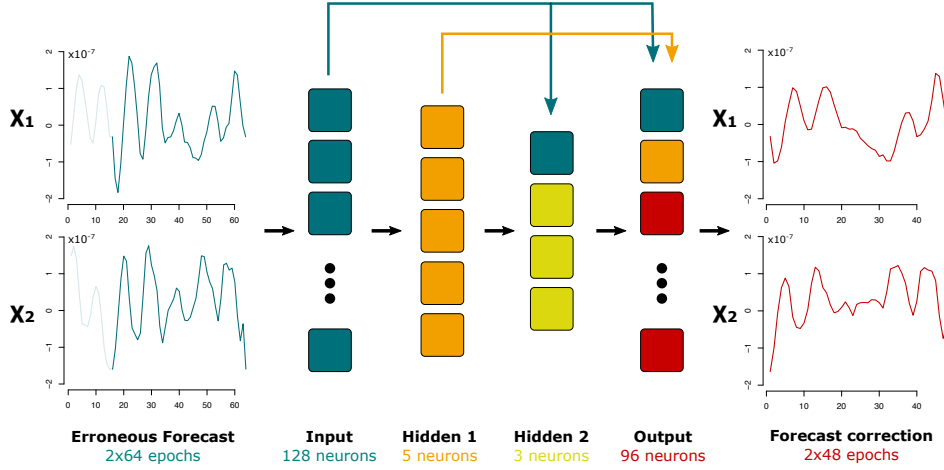 x10⁻⁷
X1
2
1
0
−1
−2
0 10 20 30 40 50 60
x10⁻⁷
X2
2
1
0
−1
−2
0 10 20 30 40 50 60
x10⁻⁷
X1
2
1
0
−1
−2
0 10 20 30 40
x10⁻⁷
X2
2
1
0
−1
−2
0 10 20 30 40
Erroneous Forecast
2x64 epochs
Input
128 neurons
Hidden 1
5 neurons
Hidden 2
3 neurons
Output
96 neurons
Forecast correction
2x48 epochs